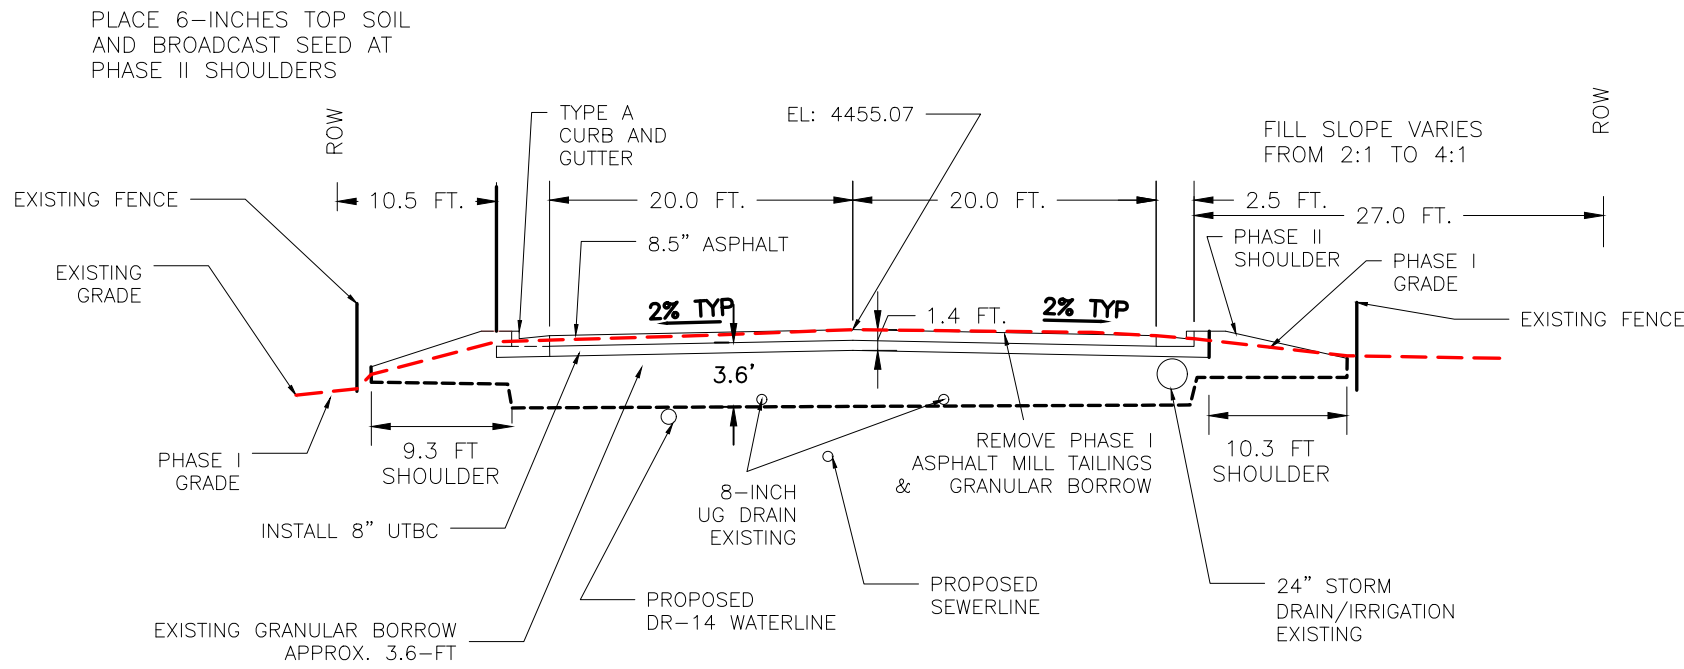 PLACE 6-INCHES TOP SOIL
AND BROADCAST SEED AT
PHASE II SHOULDERS
ROW
TYPE A
CURB AND
GUTTER
EL: 4455.07
FILL SLOPE VARIES
FROM 2:1 TO 4:1
ROW
EXISTING FENCE
10.5 FT.
20.0 FT.
20.0 FT.
2.5 FT.
27.0 FT.
8.5" ASPHALT
PHASE II
SHOULDER
PHASE I
GRADE
EXISTING
GRADE
2% TYP
2% TYP
1.4 FT.
EXISTING FENCE
3.6'
9.3 FT
SHOULDER
REMOVE PHASE I
ASPHALT MILL TAILINGS
& GRANULAR BORROW
10.3 FT
SHOULDER
PHASE I
GRADE
8-INCH
UG DRAIN
EXISTING
INSTALL 8" UTBC
PROPOSED
SEWERLINE
24" STORM
DRAIN/IRRIGATION
EXISTING
PROPOSED
DR-14 WATERLINE
EXISTING GRANULAR BORROW
APPROX. 3.6-FT